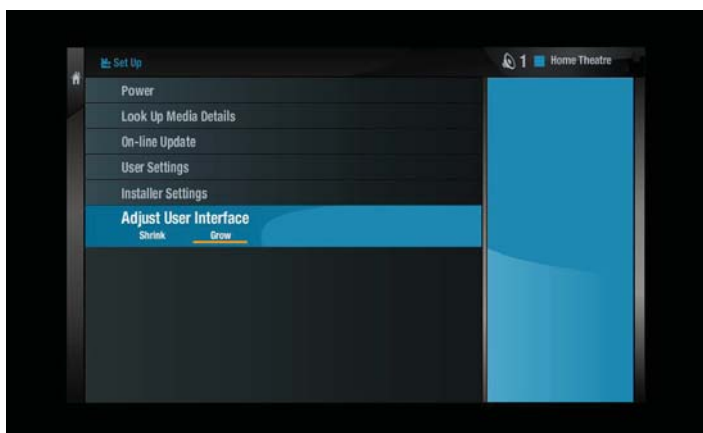 Set Up
1 Home Theatre
Power
Look Up Media Details
On-line Update
User Settings
Installer Settings
Adjust User Interface
Shrink Grow